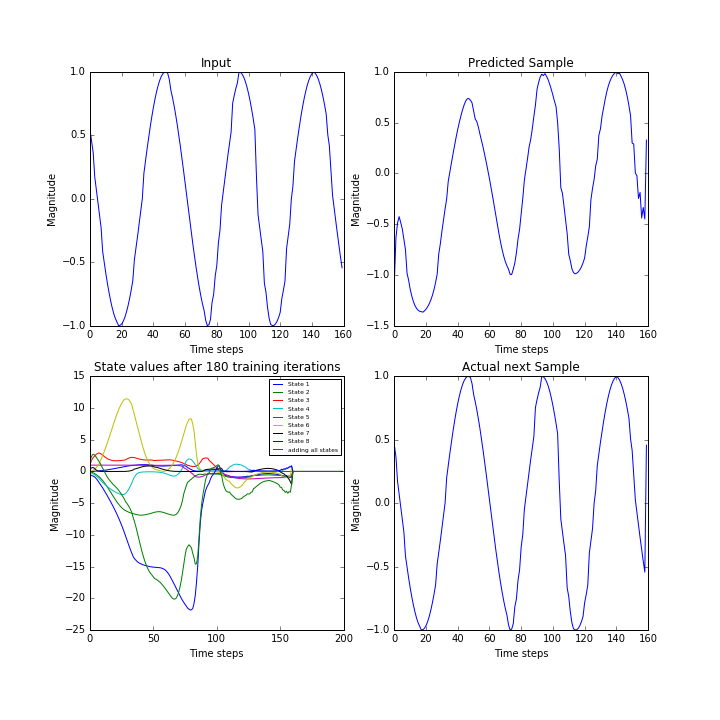 Input
1.0
0.5
0.0
−0.5
−1.0
Magnitude
0 20 40 60 80 100 120 140 160
Time steps
Predicted Sample
1.0
0.5
0.0
−0.5
−1.0
−1.5
Magnitude
0 20 40 60 80 100 120 140 160
Time steps
State values after 180 training iterations
15
10
5
0
−5
−10
−15
−20
−25
Magnitude
0 50 100 150 200
Time steps
State 1
State 2
State 3
State 4
State 5
State 6
State 7
State 8
adding all states
Actual next Sample
1.0
0.5
0.0
−0.5
−1.0
Magnitude
0 20 40 60 80 100 120 140 160
Time steps